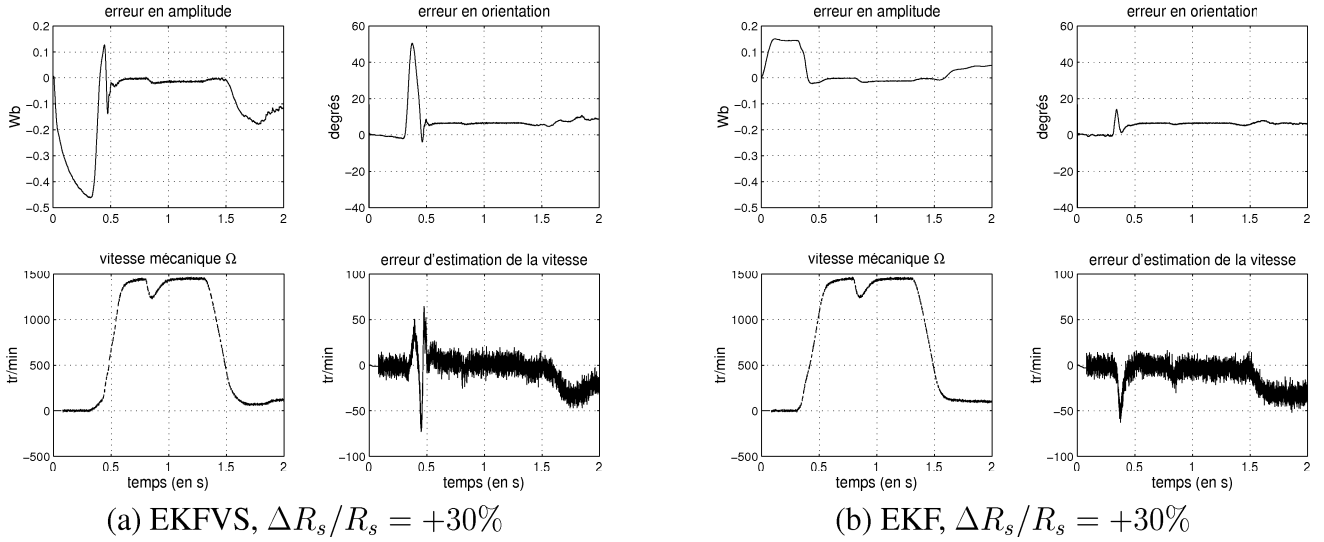 erreur en amplitude
erreur en orientation
erreur en amplitude
erreur en orientation
0.2
0.1
0
−0.1
−0.2
−0.3
−0.4
−0.5
Wb
0 0.5 1 1.5 2
60
40
20
0
−20
−40
degrés
0 0.5 1 1.5 2
0.2
0.1
0
−0.1
−0.2
−0.3
−0.4
−0.5
Wb
0 0.5 1 1.5 2
60
40
20
0
−20
−40
degrés
0 0.5 1 1.5 2
vitesse mécanique Ω
erreur d'estimation de la vitesse
vitesse mécanique Ω
erreur d'estimation de la vitesse
1500
1000
500
0
−500
tr/min
0 0.5 1 1.5 2
temps (en s)
100
50
0
−50
−100
tr/min
0 0.5 1 1.5 2
temps (en s)
1500
1000
500
0
−500
tr/min
0 0.5 1 1.5 2
temps (en s)
100
50
0
−50
−100
tr/min
0 0.5 1 1.5 2
temps (en s)
(a) EKFVS, ΔR_s/R_s = +30%
(b) EKF, ΔR_s/R_s = +30%